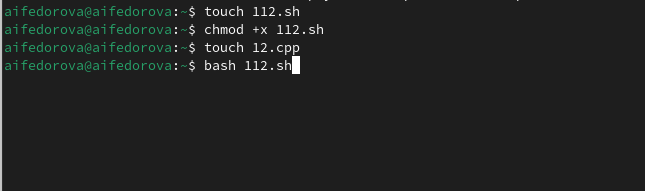 aifedorova@aifedorova:~$ touch 112.sh
aifedorova@aifedorova:~$ chmod +x 112.sh
aifedorova@aifedorova:~$ touch 12.cpp
aifedorova@aifedorova:~$ bash 112.sh